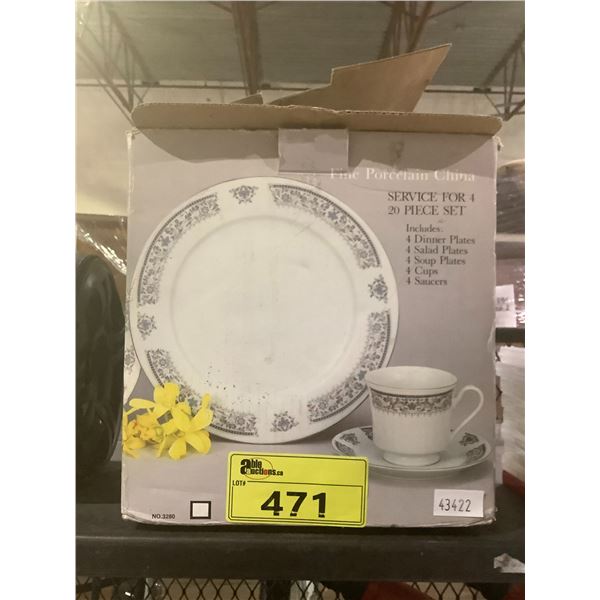 Fine Porcelain China
SERVICE FOR 4
20 PIECE SET
Includes:
4 Dinner Plates
4 Salad Plates
4 Soup Plates
4 Cups
4 Saucers
able
auctions.ca
LOT#
471
43422
NO.3280